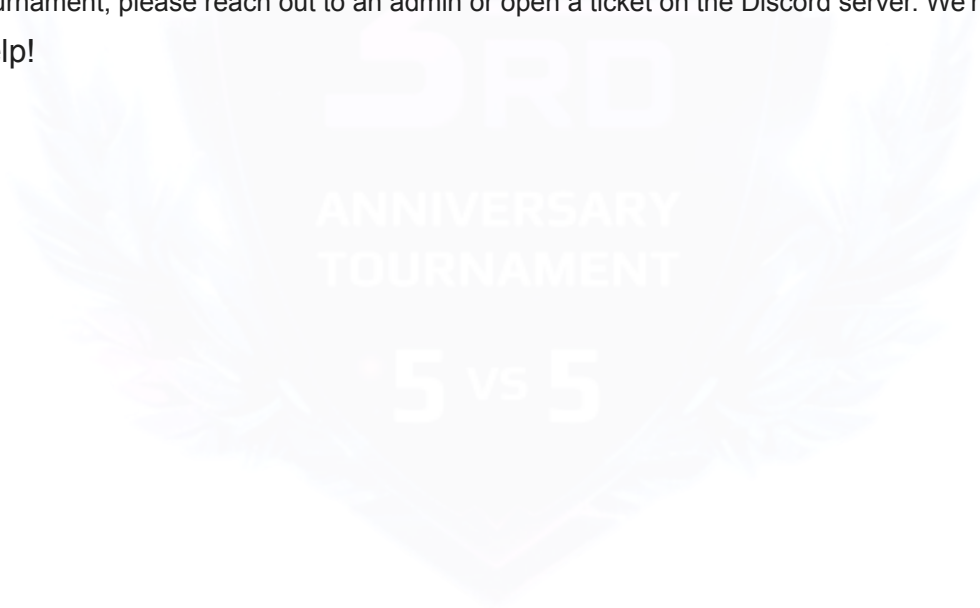 urnament, please reach out to an admin or open a ticket on the Discord server. We'r
lp!
3RD
ANNIVERSARY
TOURNAMENT
5 VS 5